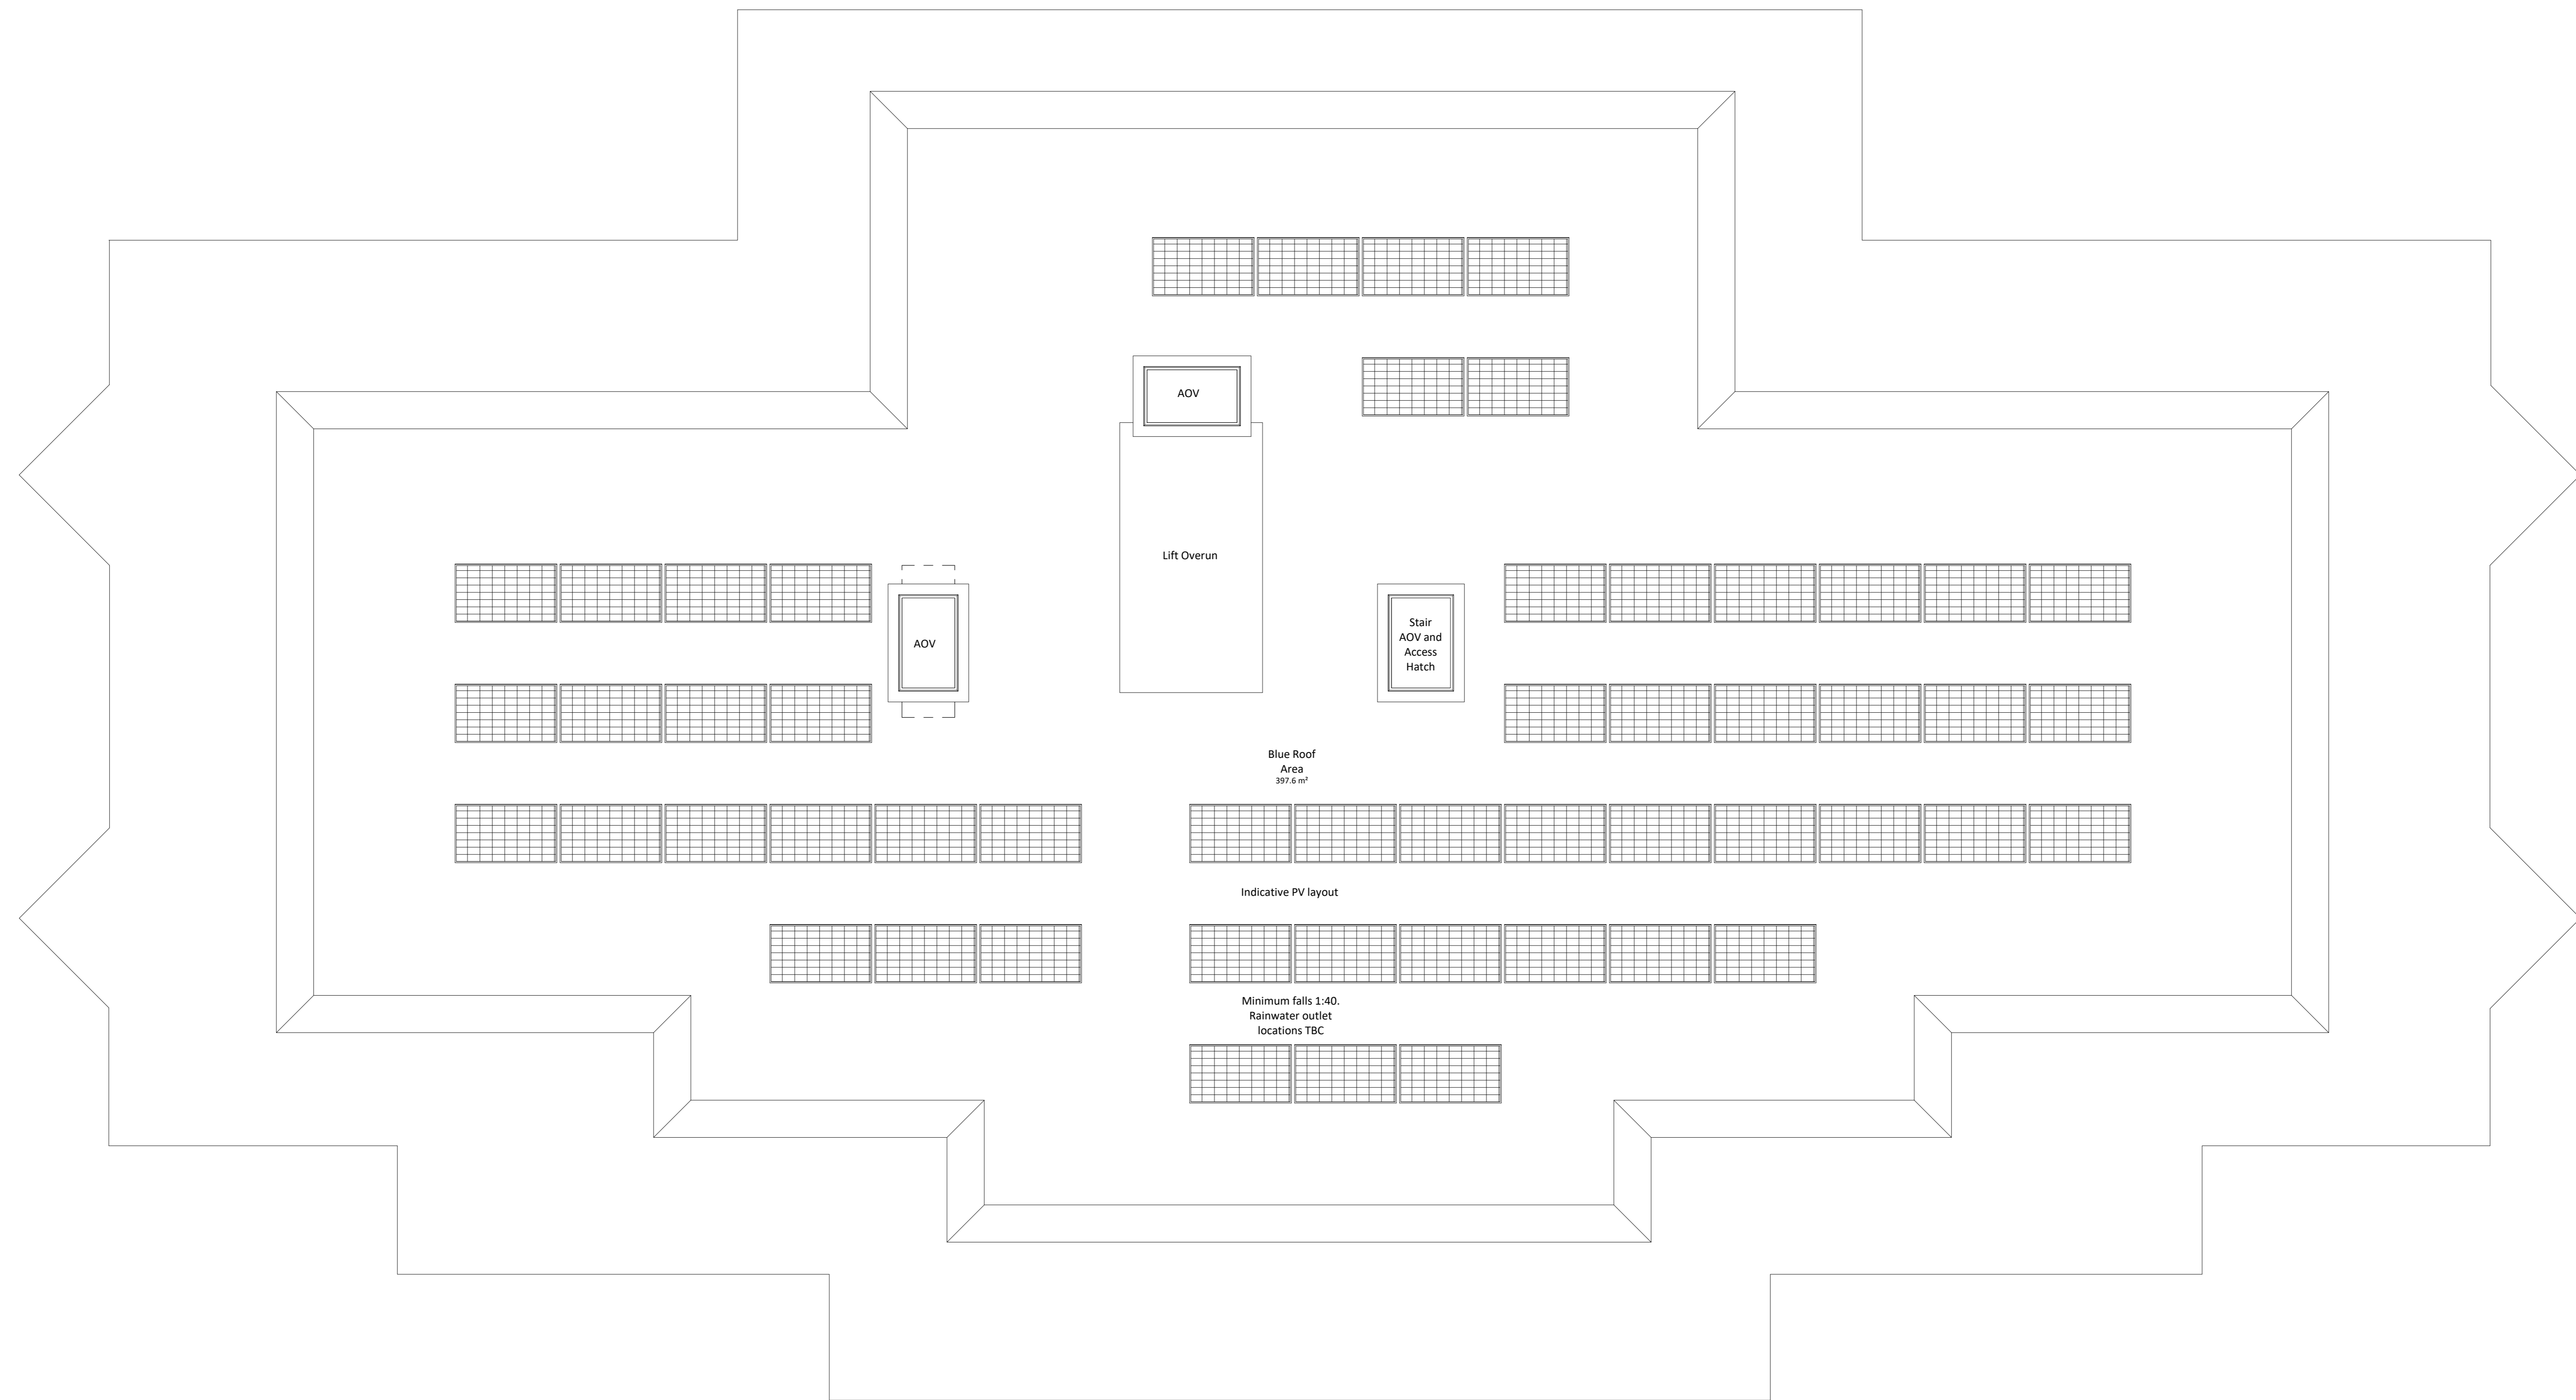 AOV
Lift Overun
AOV
Stair
AOV and
Access
Hatch
Blue Roof
Area
397.6 m²
Indicative PV layout
Minimum falls 1:40.
Rainwater outlet
locations TBC